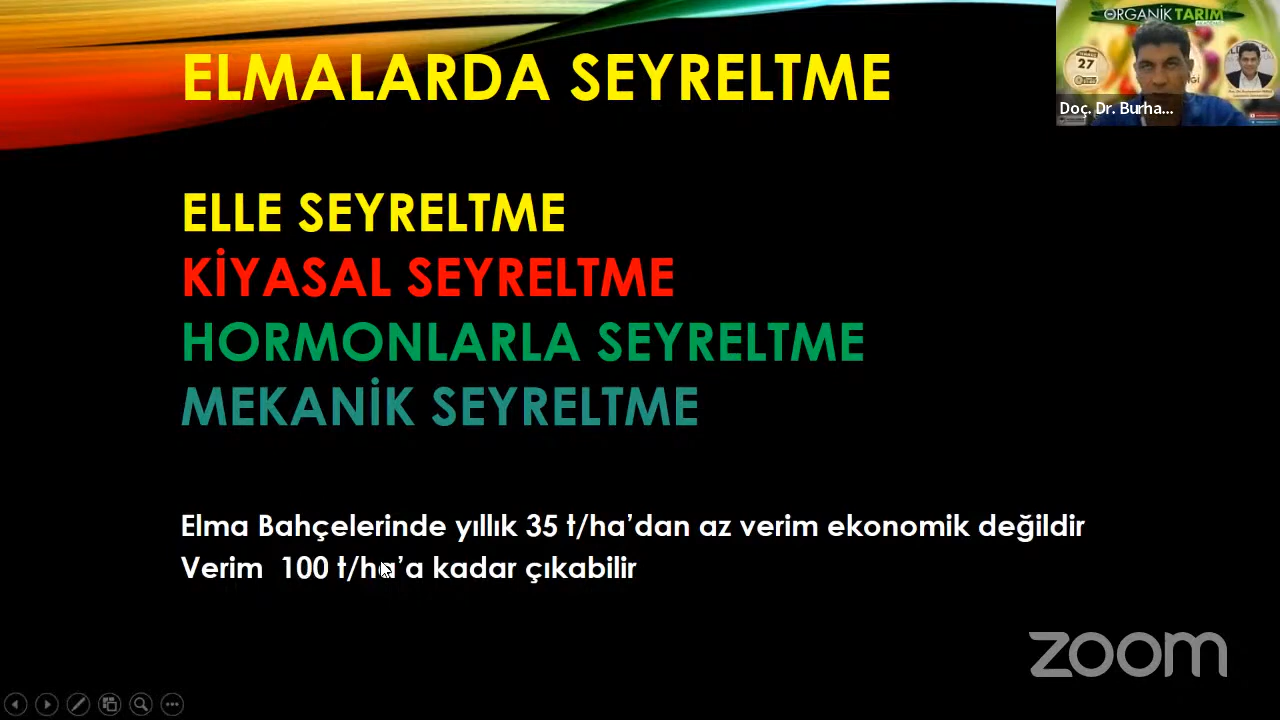 ELMALARDA SEYRELTME
ORGANİK TARIM
27
Doç. Dr. Burha...
ELLE SEYRELTME
KİYASAL SEYRELTME
HORMONLARLA SEYRELTME
MEKANİK SEYRELTME
Elma Bahçelerinde yıllık 35 t/ha’dan az verim ekonomik değildir
Verim 100 t/ha’a kadar çıkabilir
zoom